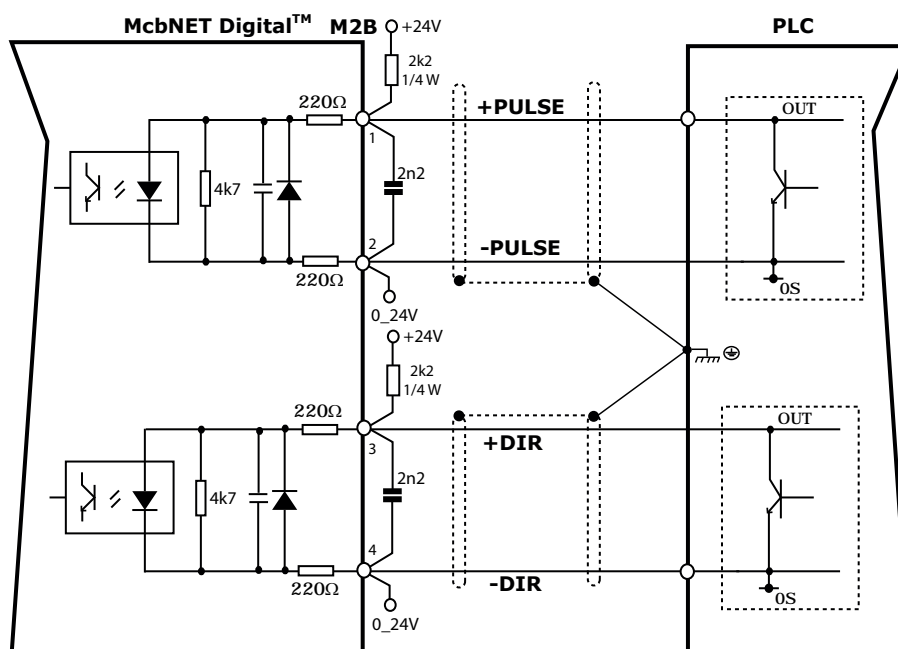 McbNET Digital™ M2B +24V PLC
2k2
1/4 W
220Ω +PULSE OUT
1
4k7 2n2
2 -PULSE
220Ω 0S
0_24V
+24V
2k2
1/4 W
220Ω OUT
3 +DIR
4k7 2n2
4
220Ω -DIR 0S
0_24V